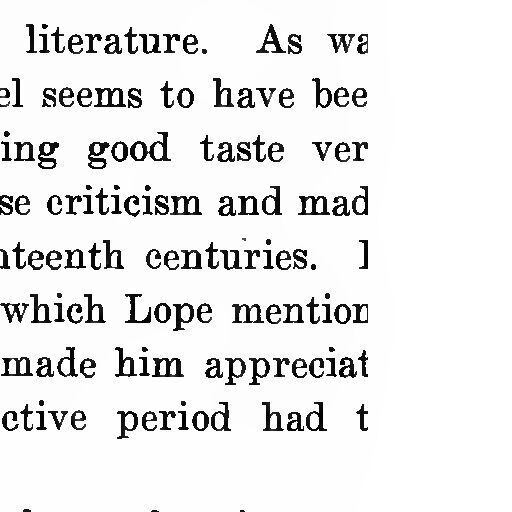 literature. As wa
el seems to have bee
ing good taste ver
se criticism and mad
nteenth centuries.
which Lope mention
made him appreciat
ctive period had t